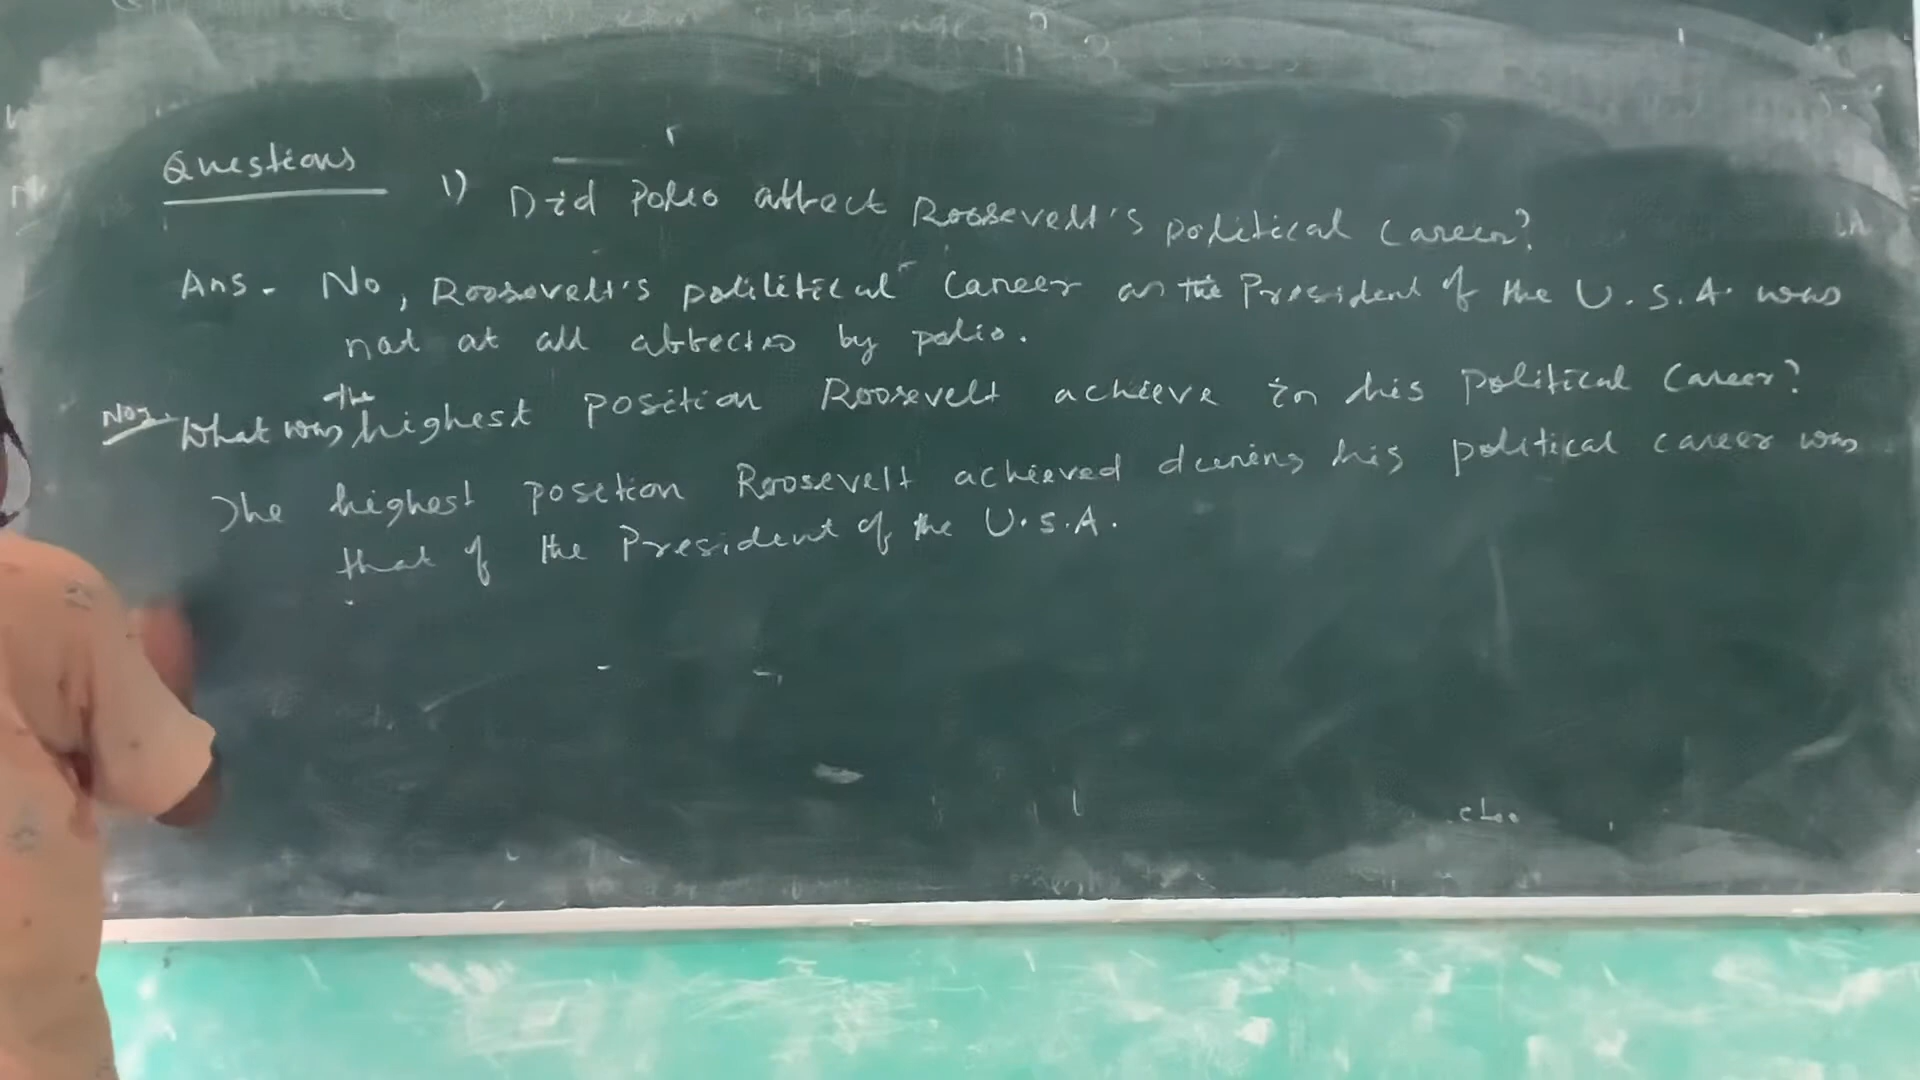 Questions 1) Did Polio affect Roosevelt's political career?
Ans. No, Roosevelt's polilitical career as the President of the U.S.A. was
not at all affected by polio.
No2. What was the highest position Roosevelt achieve in his political career?
The highest position Roosevelt achieved during his political career was
that of the President of the U.S.A.